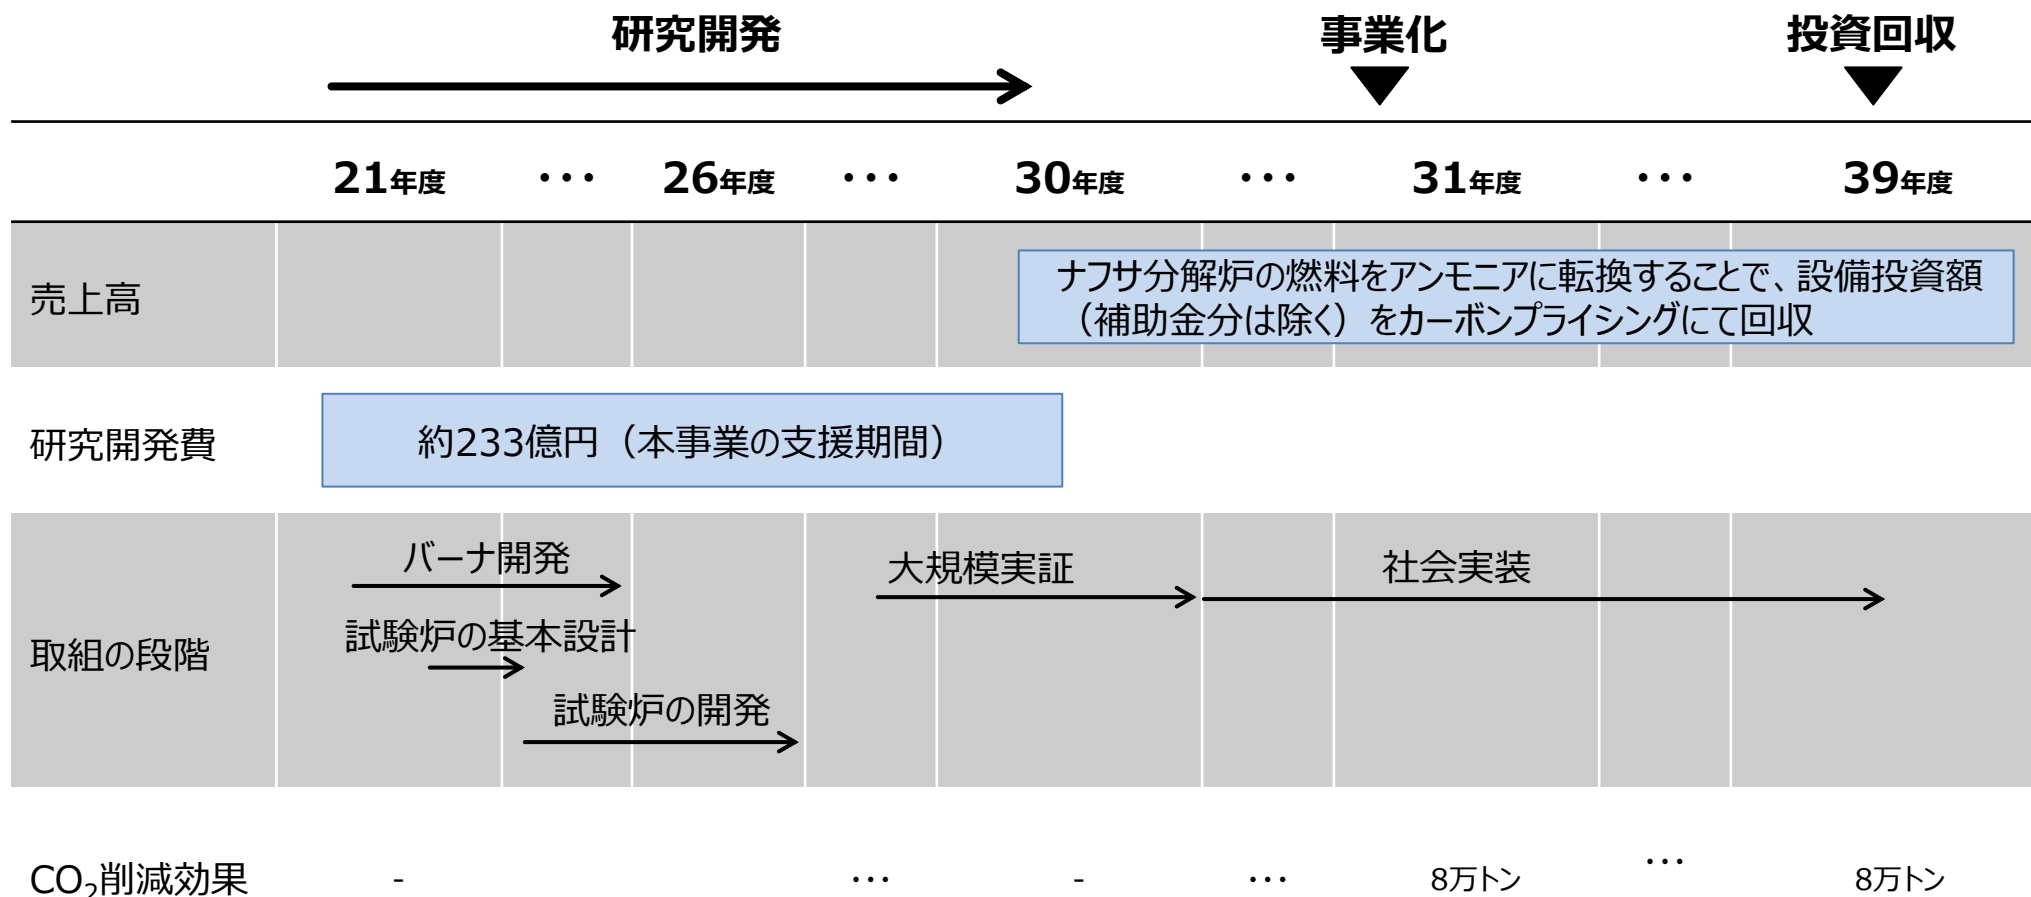 研究開発 事業化 投資回収
21年度 ・・・ 26年度 ・・・ 30年度 ・・・ 31年度 ・・・ 39年度
売上高
ナフサ分解炉の燃料をアンモニアに転換することで、設備投資額
（補助金分は除く）をカーボンプライシングにて回収
研究開発費
約233億円（本事業の支援期間）
取組の段階
バーナ開発
大規模実証
社会実装
試験炉の基本設計
試験炉の開発
CO₂削減効果 - ・・・ - ・・・ 8万トン ・・・ 8万トン